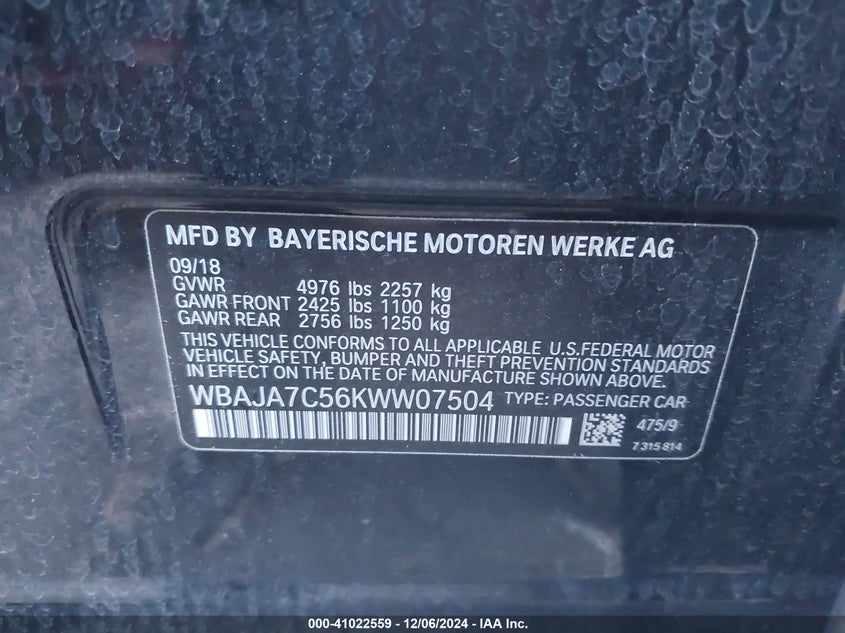 MFD BY BAYERISCHE MOTOREN WERKE AG
09/18
GVWR 4976 lbs 2257 kg
GAWR FRONT 2425 lbs 1100 kg
GAWR REAR 2756 lbs 1250 kg
THIS VEHICLE CONFORMS TO ALL APPLICABLE U.S.FEDERAL MOTOR
VEHICLE SAFETY, BUMPER AND THEFT PREVENTION STANDARDS
IN EFFECT ON THE DATE OF MANUFACTURE SHOWN ABOVE.
WBAJA7C56KWW07504 TYPE: PASSENGER CAR
475/9
7 315 814
000-41022559 - 12/06/2024 - IAA Inc.